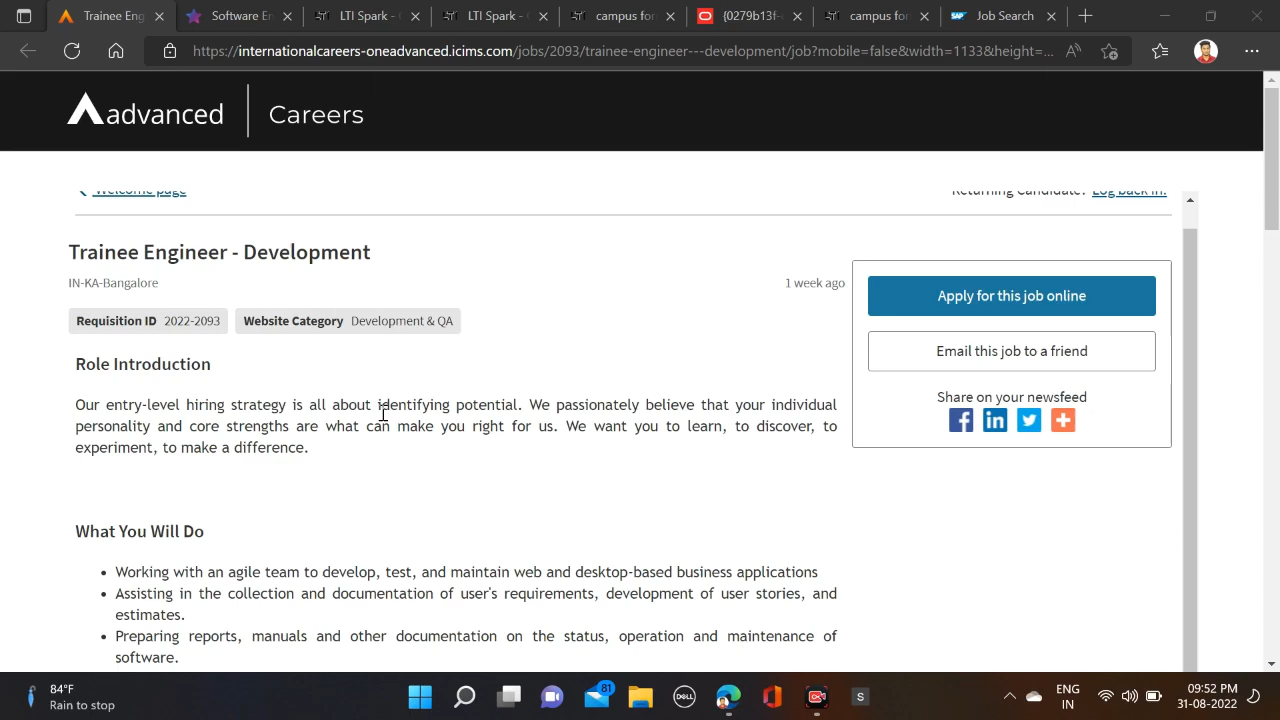 Trainee Eng
Software En
LTI Spark -
LTI Spark -
campus for
{0279b13f-
campus for
Job Search
https://internationalcareers-oneadvanced.icims.com/jobs/2093/trainee-engineer---development/job?mobile=false&width=1133&height=...
advanced
Careers
Welcome page
Returning Candidate? Log back in!
Trainee Engineer - Development
IN-KA-Bangalore
1 week ago
Requisition ID 2022-2093
Website Category Development & QA
Apply for this job online
Email this job to a friend
Share on your newsfeed
Role Introduction
Our entry-level hiring strategy is all about identifying potential. We passionately believe that your individual
personality and core strengths are what can make you right for us. We want you to learn, to discover, to
experiment, to make a difference.
What You Will Do
• Working with an agile team to develop, test, and maintain web and desktop-based business applications
• Assisting in the collection and documentation of user's requirements, development of user stories, and
estimates.
• Preparing reports, manuals and other documentation on the status, operation and maintenance of
software.
84°F
Rain to stop
81
DELL
S
ENG
IN
09:52 PM
31-08-2022